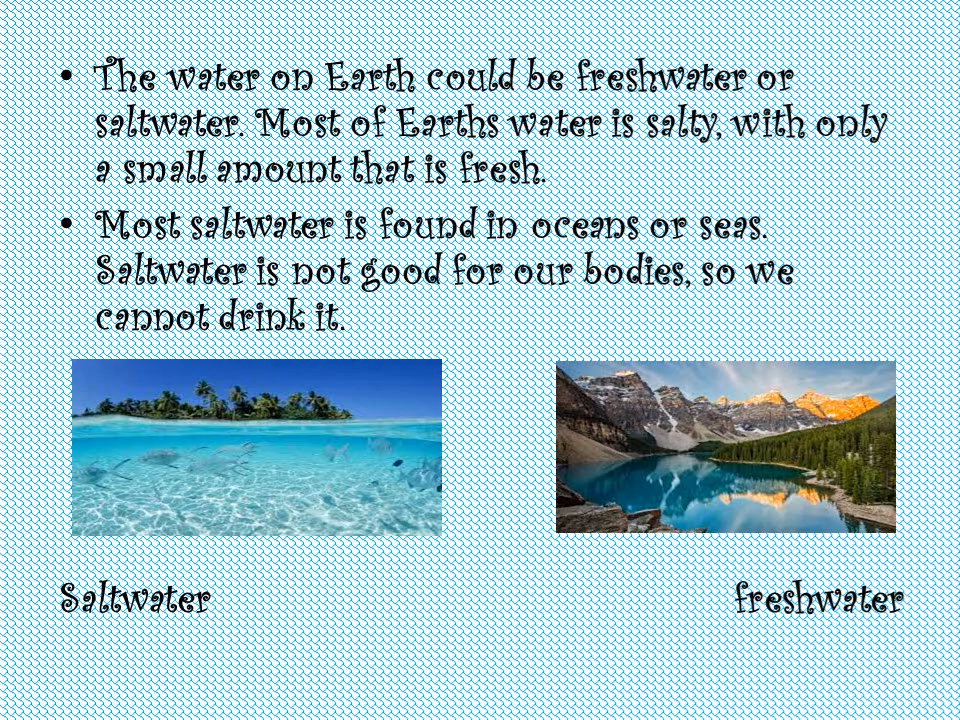 • The water on Earth could be freshwater or
saltwater. Most of Earths water is salty, with only
a small amount that is fresh.
• Most saltwater is found in oceans or seas.
Saltwater is not good for our bodies, so we
cannot drink it.
Saltwater freshwater